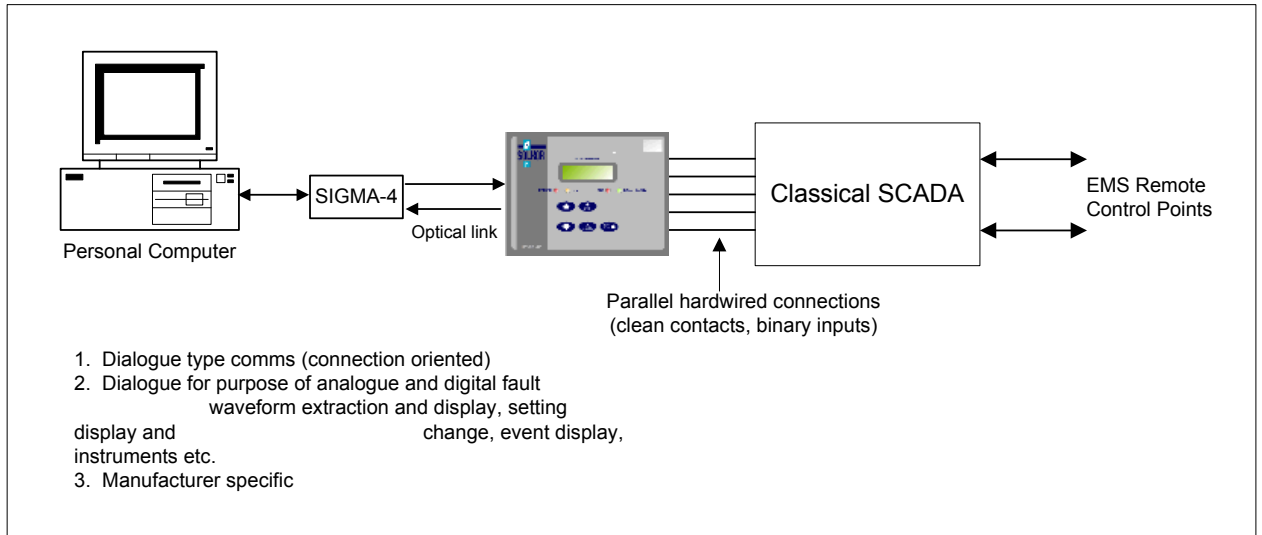 SIGMA-4
Optical link
Personal Computer
SOLKOR
Classical SCADA
EMS Remote
Control Points
Parallel hardwired connections
(clean contacts, binary inputs)
1. Dialogue type comms (connection oriented)
2. Dialogue for purpose of analogue and digital fault
waveform extraction and display, setting
display and change, event display,
instruments etc.
3. Manufacturer specific